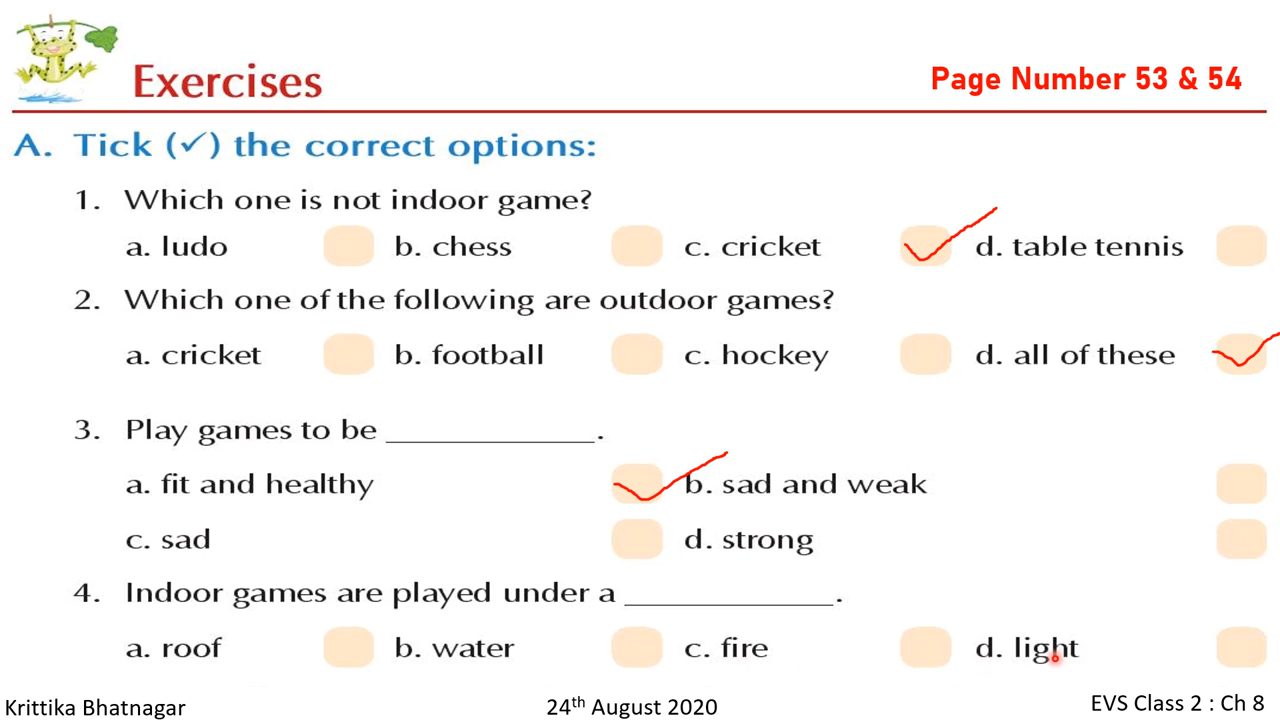 Exercises
Page Number 53 & 54
A. Tick (✓) the correct options:
1. Which one is not indoor game?
a. ludo b. chess c. cricket ✓ d. table tennis
2. Which one of the following are outdoor games?
a. cricket b. football c. hockey d. all of these ✓
3. Play games to be ______________.
a. fit and healthy ✓ b. sad and weak
c. sad d. strong
4. Indoor games are played under a ______________.
a. roof b. water c. fire d. light
Krittika Bhatnagar 24th August 2020 EVS Class 2 : Ch 8